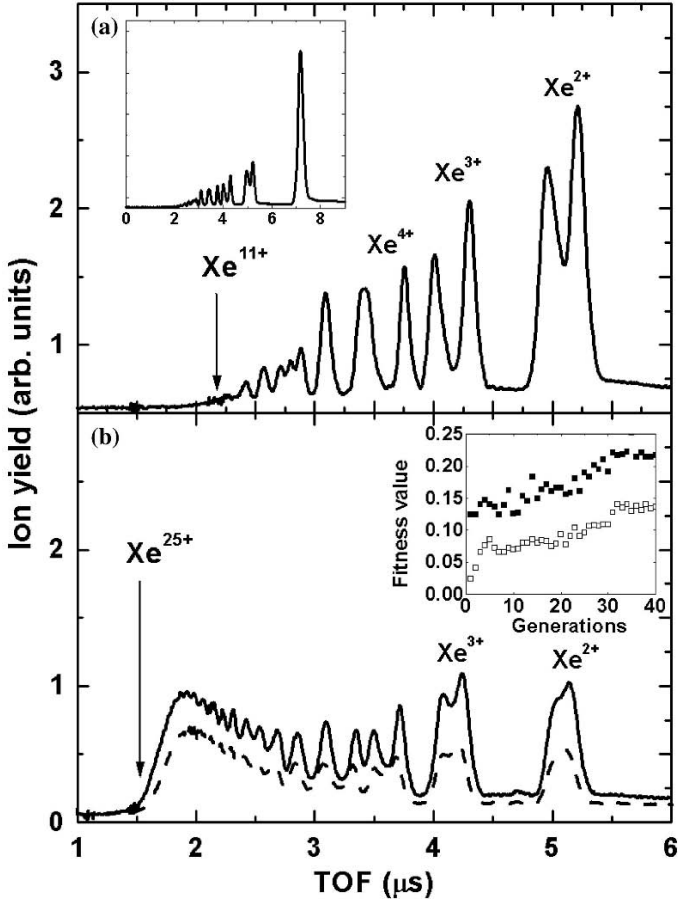 (a)
3
2
1
0 2 4 6 8
Xe11+
Xe4+
Xe3+
Xe2+
Ion yield (arb. units)
(b)
2
1
0
Xe25+
Xe3+
Xe2+
0.25
0.20
0.15
0.10
0.05
0.00
Fitness value
0 10 20 30 40
Generations
1 2 3 4 5 6
TOF (μs)